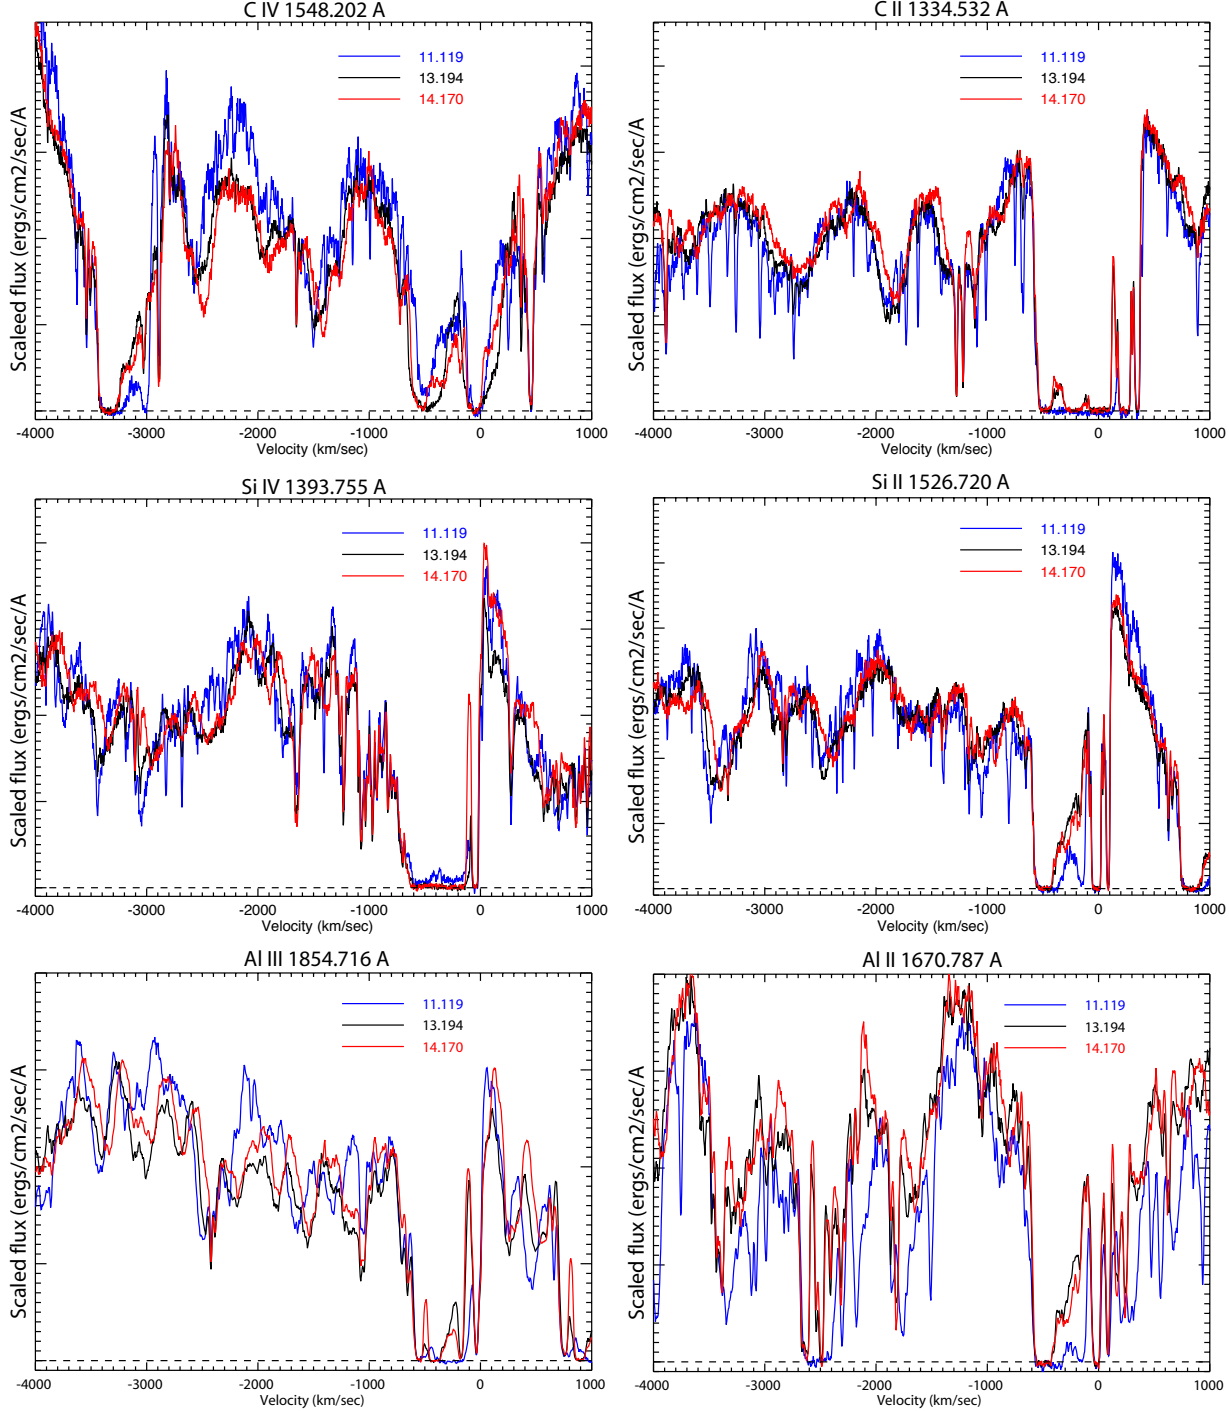 C IV 1548.202 A
11.119
13.194
14.170
Scaleed flux (ergs/cm2/sec/A
-4000 -3000 -2000 -1000 0 1000
Velocity (km/sec)
C II 1334.532 A
11.119
13.194
14.170
Scaled flux (ergs/cm2/sec/A
-4000 -3000 -2000 -1000 0 1000
Velocity (km/sec)
Si IV 1393.755 A
11.119
13.194
14.170
Scaled flux (ergs/cm2/sec/A
-4000 -3000 -2000 -1000 0 1000
Velocity (km/sec)
Si II 1526.720 A
11.119
13.194
14.170
Scaled flux (ergs/cm2/sec/A
-4000 -3000 -2000 -1000 0 1000
Velocity (km/sec)
Al III 1854.716 A
11.119
13.194
14.170
Scaled flux (ergs/cm2/sec/A
-4000 -3000 -2000 -1000 0 1000
Velocity (km/sec)
Al II 1670.787 A
11.119
13.194
14.170
Scaled flux (ergs/cm2/sec/A
-4000 -3000 -2000 -1000 0 1000
Velocity (km/sec)